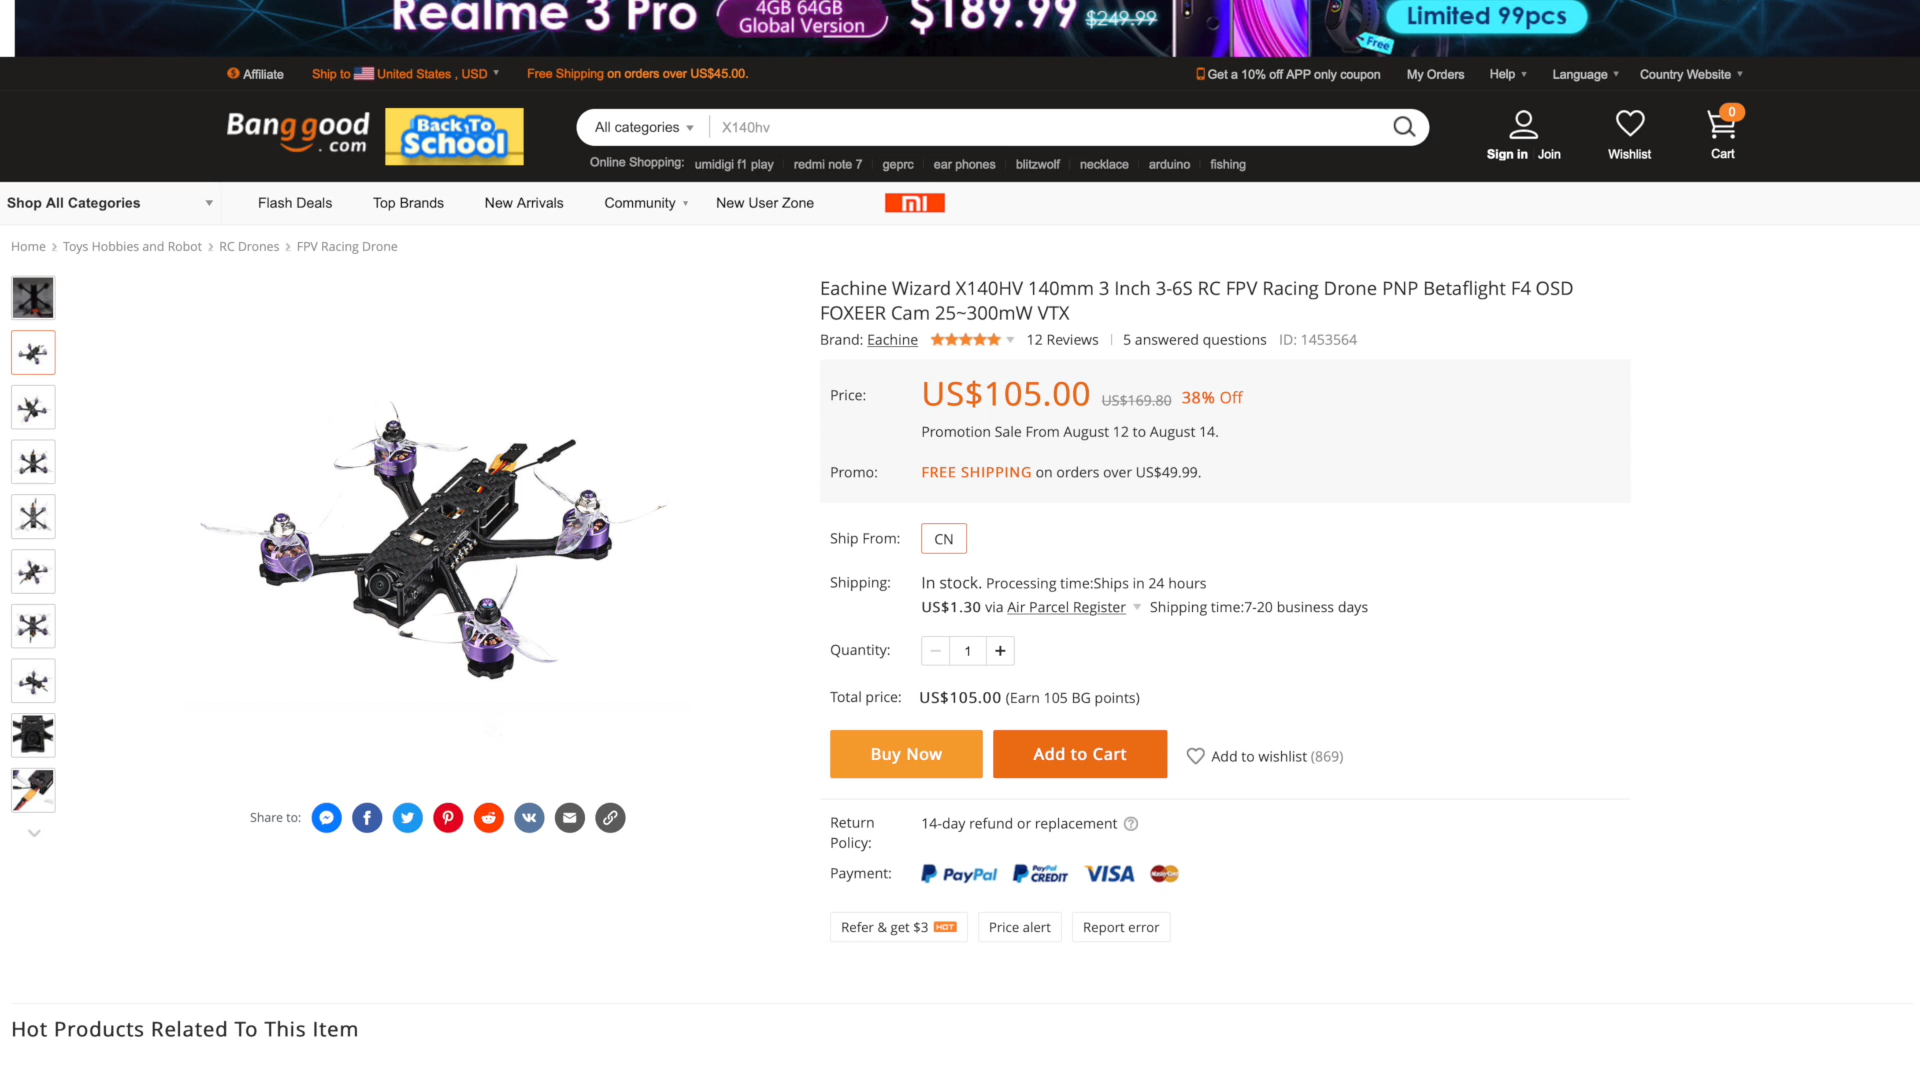 Realme 3 Pro
4GB 64GB
Global Version
$189.99 $249.99
Free
Limited 99pcs
Affiliate
Ship to United States , USD
Free Shipping on orders over US$45.00.
Get a 10% off APP only coupon
My Orders
Help
Language
Country Website
Banggood
.com
Back To
School
All categories
X140hv
Sign in Join
Wishlist
0
Cart
Online Shopping: umidigi f1 play redmi note 7 geprc ear phones blitzwolf necklace arduino fishing
Shop All Categories
Flash Deals
Top Brands
New Arrivals
Community
New User Zone
mi
Home > Toys Hobbies and Robot > RC Drones > FPV Racing Drone
Eachine Wizard X140HV 140mm 3 Inch 3-6S RC FPV Racing Drone PNP Betaflight F4 OSD
FOXEER Cam 25~300mW VTX
Brand: Eachine 12 Reviews 5 answered questions ID: 1453564
Price: US$105.00 US$169.80 38% Off
Promotion Sale From August 12 to August 14.
Promo: FREE SHIPPING on orders over US$49.99.
Ship From: CN
Shipping: In stock. Processing time:Ships in 24 hours
US$1.30 via Air Parcel Register Shipping time:7-20 business days
Quantity: − 1 +
Total price: US$105.00 (Earn 105 BG points)
Buy Now
Add to Cart
Add to wishlist (869)
Share to:
Return
Policy:
14-day refund or replacement ?
Payment: PayPal PayPal CREDIT VISA MasterCard
Refer & get $3 HOT
Price alert
Report error
Hot Products Related To This Item